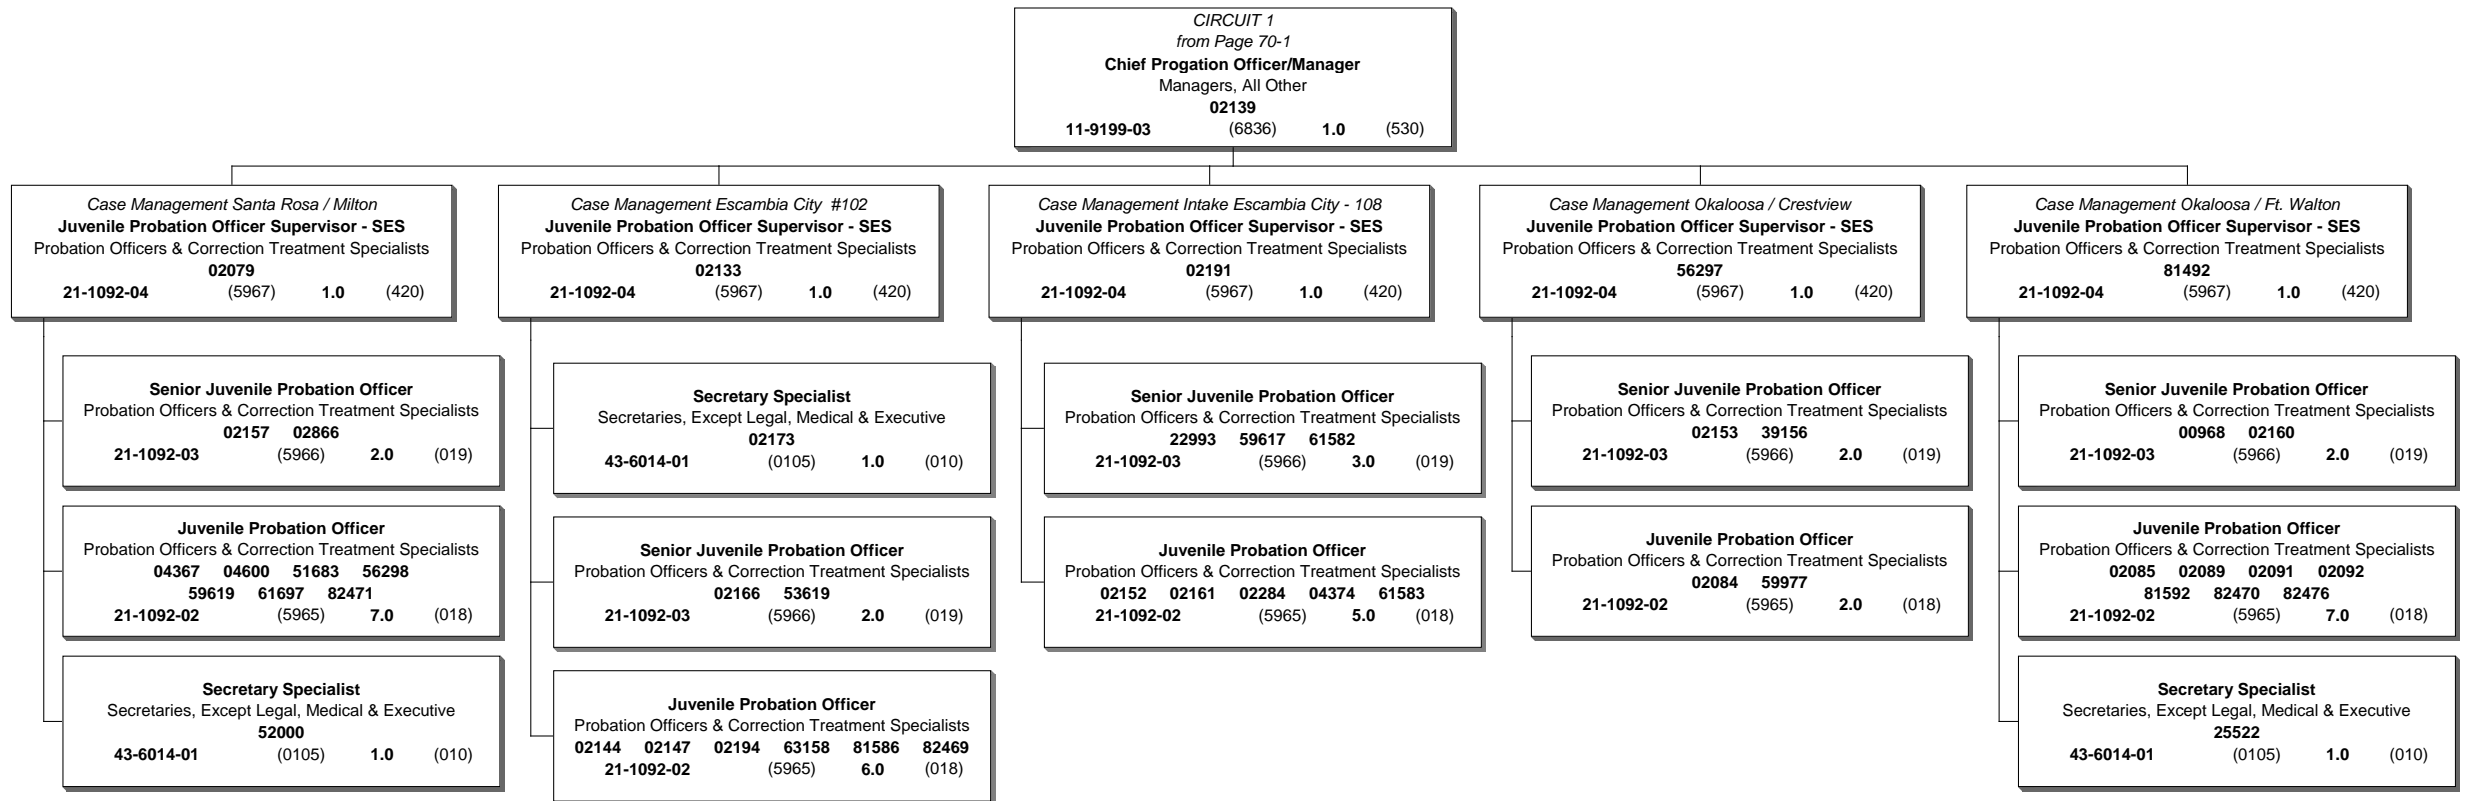 CIRCUIT 1
from Page 70-1
Chief Progation Officer/Manager
Managers, All Other
02139
11-9199-03 (6836) 1.0 (530)
Case Management Santa Rosa / Milton
Juvenile Probation Officer Supervisor - SES
Probation Officers & Correction Treatment Specialists
02079
21-1092-04 (5967) 1.0 (420)
Senior Juvenile Probation Officer
Probation Officers & Correction Treatment Specialists
02157 02866
21-1092-03 (5966) 2.0 (019)
Juvenile Probation Officer
Probation Officers & Correction Treatment Specialists
04367 04600 51683 56298
59619 61697 82471
21-1092-02 (5965) 7.0 (018)
Secretary Specialist
Secretaries, Except Legal, Medical & Executive
52000
43-6014-01 (0105) 1.0 (010)
Case Management Escambia City #102
Juvenile Probation Officer Supervisor - SES
Probation Officers & Correction Treatment Specialists
02133
21-1092-04 (5967) 1.0 (420)
Secretary Specialist
Secretaries, Except Legal, Medical & Executive
02173
43-6014-01 (0105) 1.0 (010)
Senior Juvenile Probation Officer
Probation Officers & Correction Treatment Specialists
02166 53619
21-1092-03 (5966) 2.0 (019)
Juvenile Probation Officer
Probation Officers & Correction Treatment Specialists
02144 02147 02194 63158 81586 82469
21-1092-02 (5965) 6.0 (018)
Case Management Intake Escambia City - 108
Juvenile Probation Officer Supervisor - SES
Probation Officers & Correction Treatment Specialists
02191
21-1092-04 (5967) 1.0 (420)
Senior Juvenile Probation Officer
Probation Officers & Correction Treatment Specialists
22993 59617 61582
21-1092-03 (5966) 3.0 (019)
Juvenile Probation Officer
Probation Officers & Correction Treatment Specialists
02152 02161 02284 04374 61583
21-1092-02 (5965) 5.0 (018)
Case Management Okaloosa / Crestview
Juvenile Probation Officer Supervisor - SES
Probation Officers & Correction Treatment Specialists
56297
21-1092-04 (5967) 1.0 (420)
Senior Juvenile Probation Officer
Probation Officers & Correction Treatment Specialists
02153 39156
21-1092-03 (5966) 2.0 (019)
Juvenile Probation Officer
Probation Officers & Correction Treatment Specialists
02084 59977
21-1092-02 (5965) 2.0 (018)
Case Management Okaloosa / Ft. Walton
Juvenile Probation Officer Supervisor - SES
Probation Officers & Correction Treatment Specialists
81492
21-1092-04 (5967) 1.0 (420)
Senior Juvenile Probation Officer
Probation Officers & Correction Treatment Specialists
00968 02160
21-1092-03 (5966) 2.0 (019)
Juvenile Probation Officer
Probation Officers & Correction Treatment Specialists
02085 02089 02091 02092
81592 82470 82476
21-1092-02 (5965) 7.0 (018)
Secretary Specialist
Secretaries, Except Legal, Medical & Executive
25522
43-6014-01 (0105) 1.0 (010)